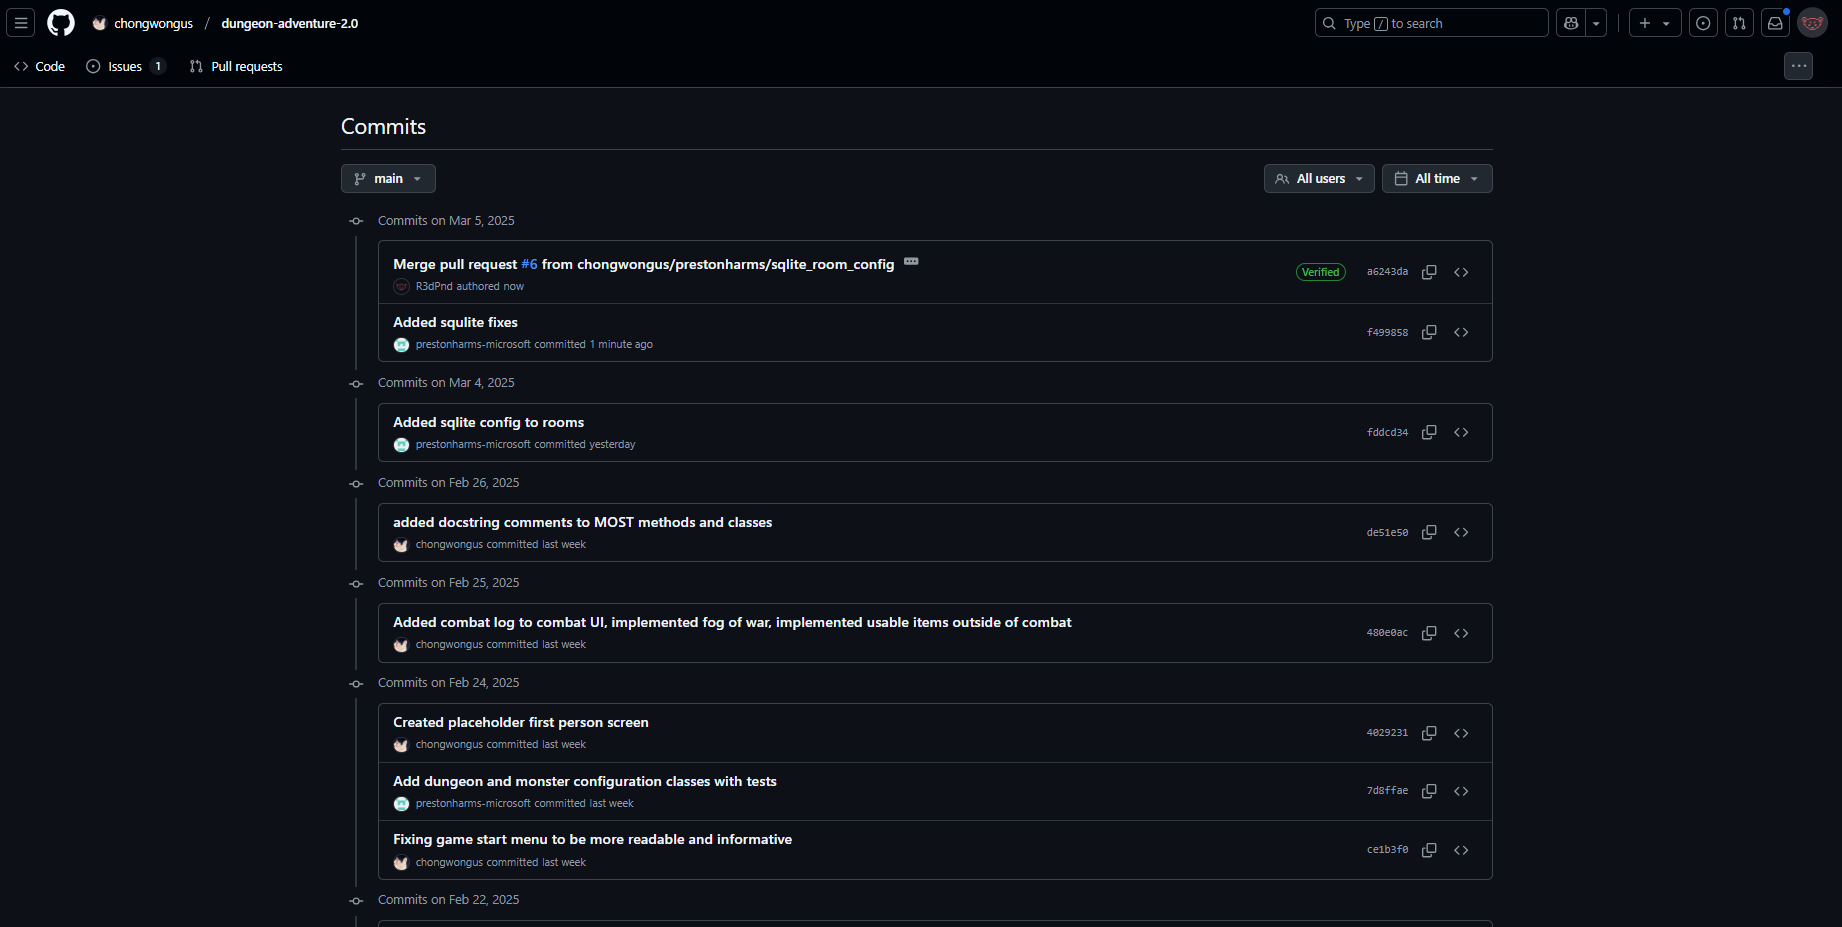 chongwongus / dungeon-adventure-2.0
Type / to search
Code
Issues 1
Pull requests
Commits
main
All users
All time
Commits on Mar 5, 2025
Merge pull request #6 from chongwongus/prestonharms/sqlite_room_config
R3dPnd authored now
Verified
a6243da
Added squlite fixes
prestonharms-microsoft committed 1 minute ago
f499858
Commits on Mar 4, 2025
Added sqlite config to rooms
prestonharms-microsoft committed yesterday
fddcd34
Commits on Feb 26, 2025
added docstring comments to MOST methods and classes
chongwongus committed last week
de51e50
Commits on Feb 25, 2025
Added combat log to combat UI, implemented fog of war, implemented usable items outside of combat
chongwongus committed last week
480e0ac
Commits on Feb 24, 2025
Created placeholder first person screen
chongwongus committed last week
4029231
Add dungeon and monster configuration classes with tests
prestonharms-microsoft committed last week
7d8ffae
Fixing game start menu to be more readable and informative
chongwongus committed last week
ce1b3f0
Commits on Feb 22, 2025